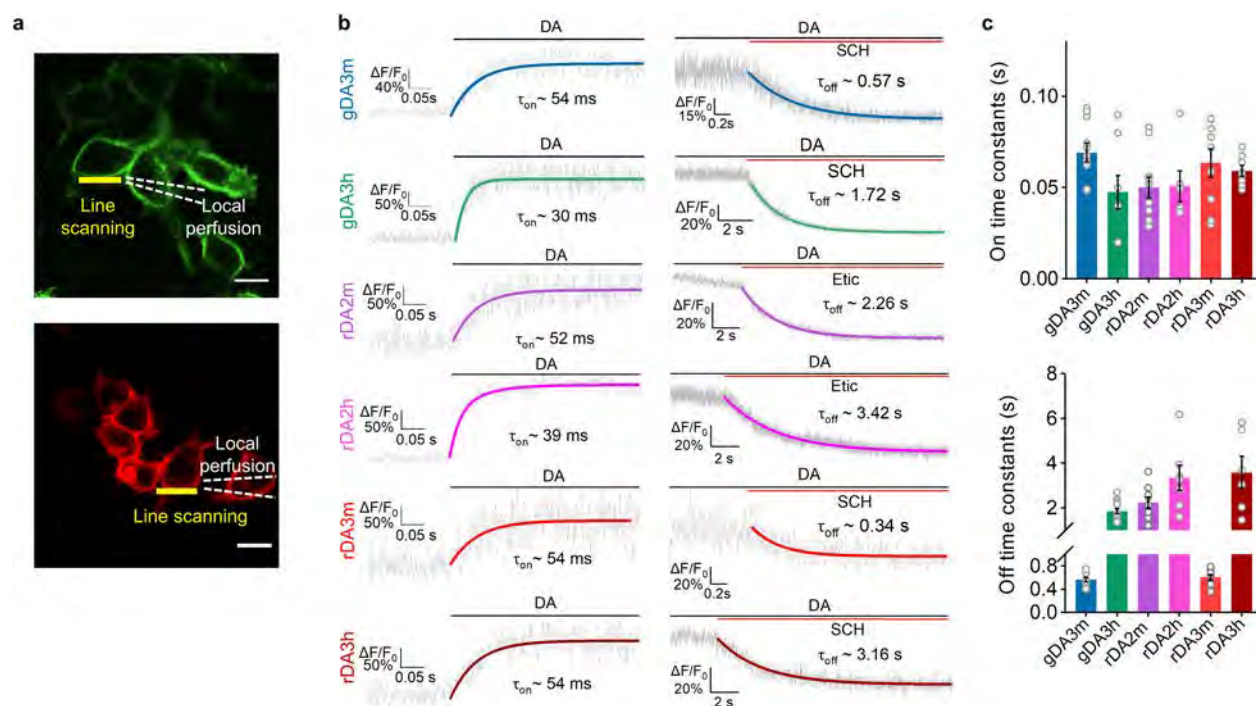 a
Line
scanning
Local
perfusion
Local
perfusion
Line scanning
b
gDA3m
DA
ΔF/F₀
40%
0.05s
τon~ 54 ms
DA
SCH
τoff ~ 0.57 s
ΔF/F₀
15%
0.2s
gDA3h
DA
ΔF/F₀
50%
0.05s
τon ~ 30 ms
DA
SCH
τoff ~ 1.72 s
ΔF/F₀
20%
2 s
rDA2m
DA
ΔF/F₀
50%
0.05 s
τon ~ 52 ms
DA
Etic
τoff ~ 2.26 s
ΔF/F₀
20%
2 s
rDA2h
DA
ΔF/F₀
50%
0.05 s
τon ~ 39 ms
DA
Etic
τoff ~ 3.42 s
ΔF/F₀
20%
2 s
rDA3m
DA
ΔF/F₀
50%
0.05 s
τon ~ 54 ms
DA
SCH
τoff ~ 0.34 s
ΔF/F₀
20%
0.2s
rDA3h
DA
ΔF/F₀
50%
0.05 s
τon ~ 54 ms
DA
SCH
τoff ~ 3.16 s
ΔF/F₀
20%
2 s
c
On time constants (s)
0.10
0.05
0.00
gDA3m
gDA3h
rDA2m
rDA2h
rDA3m
rDA3h
Off time constants (s)
8
6
4
2
0.8
0.4
0.0
gDA3m
gDA3h
rDA2m
rDA2h
rDA3m
rDA3h